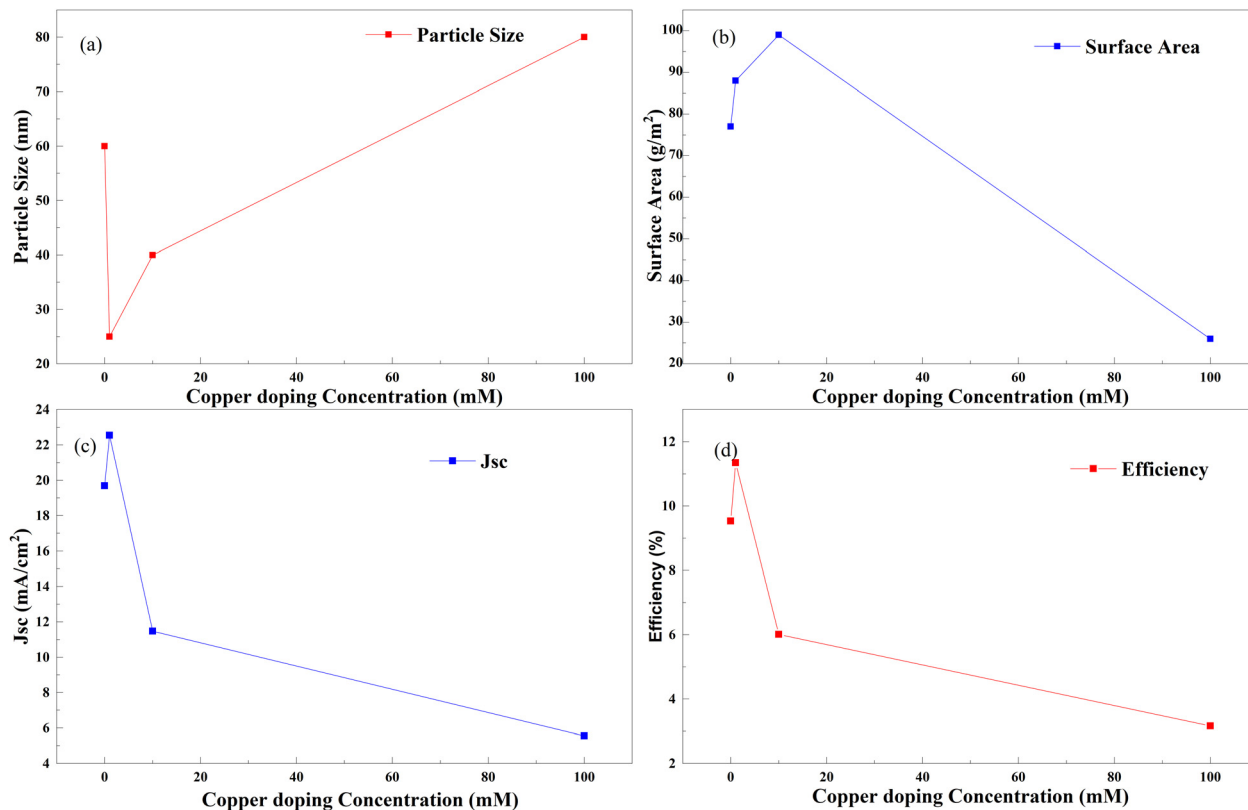 (a)
Particle Size
80
70
60
50
40
30
20
Particle Size (nm)
0 20 40 60 80 100
Copper doping Concentration (mM)
(b)
Surface Area
100
90
80
70
60
50
40
30
20
Surface Area (g/m²)
0 20 40 60 80 100
Copper doping Concentration (mM)
(c)
Jsc
24
22
20
18
16
14
12
10
8
6
4
Jsc (mA/cm²)
0 20 40 60 80 100
Copper doping Concentration (mM)
(d)
Efficiency
12
10
8
6
4
2
Efficiency (%)
0 20 40 60 80 100
Copper doping Concentration (mM)